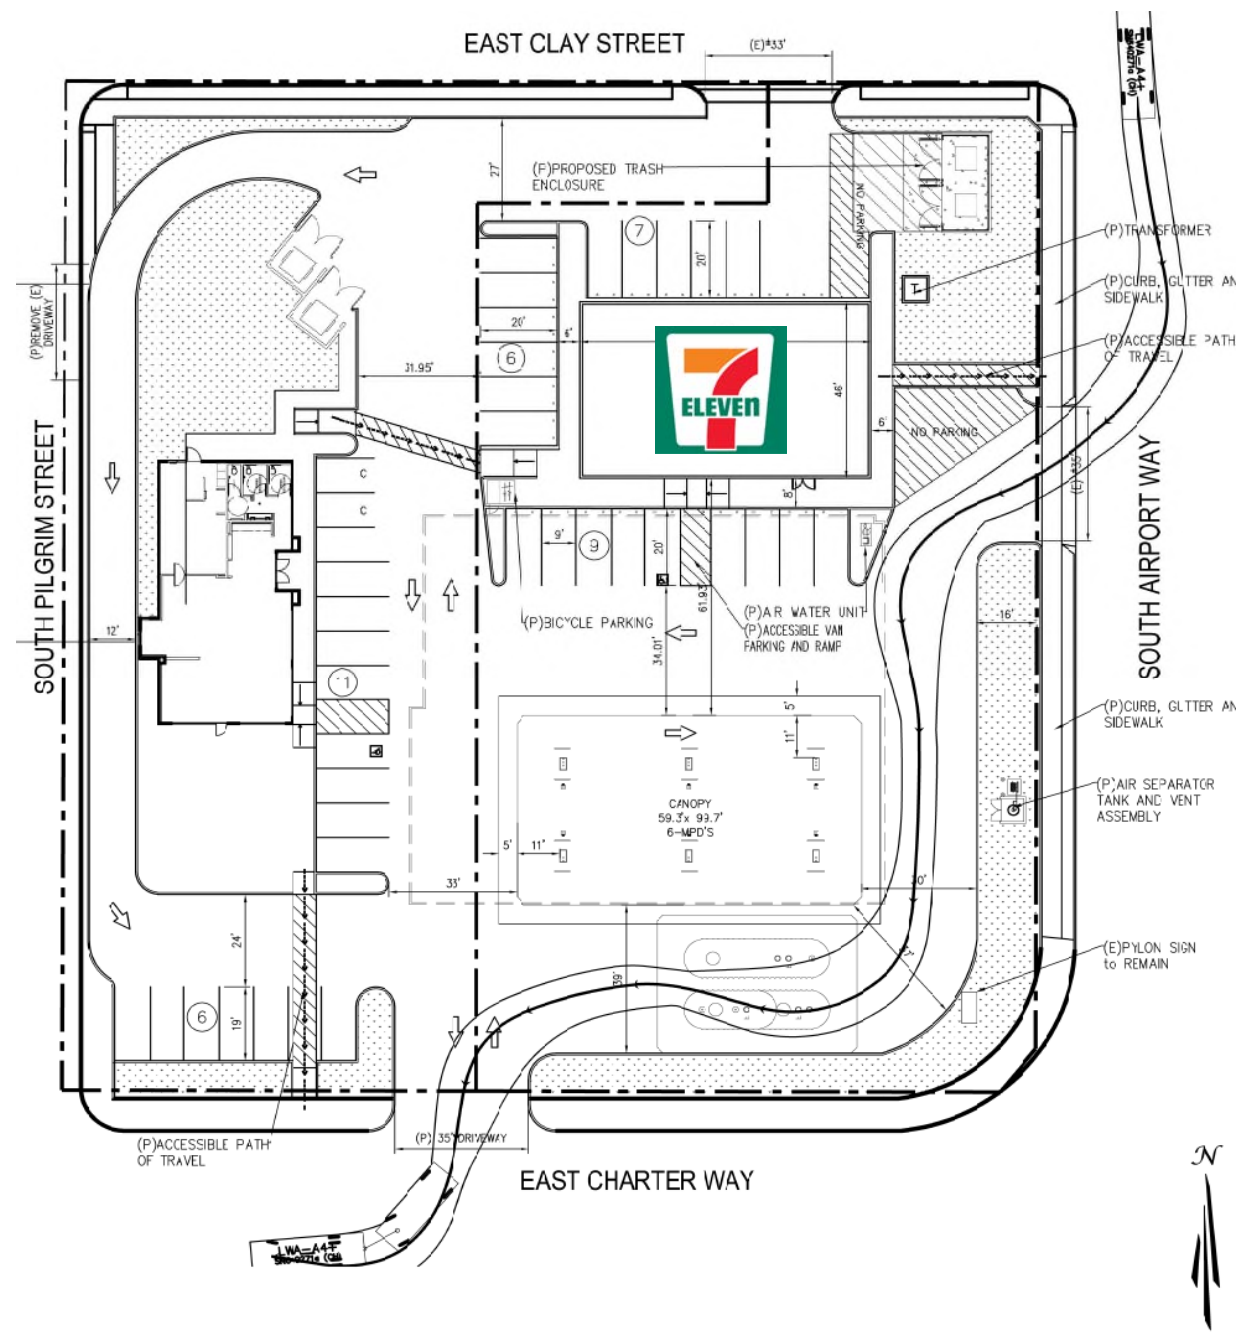 EAST CLAY STREET
(E)±33'
27'
(P)PROPOSED TRASH
ENCLOSURE
NO PARKING
7
20'
(P)TRANSFORMER
T
(P)CURB, GUTTER AN
SIDEWALK
(P)REMOVE (E)
DRIVEWAY
20'
6'
6
7
ELEVEN
46'
(P)ACCESSIBLE PATH
OF TRAVEL
31.95'
6'
NO PARKING
(E) ±35'
C
C
8'
9'
9
20'
SOUTH PILGRIM STREET
SOUTH AIRPORT WAY
12'
(P)BICYCLE PARKING
61.93'
34.01'
(P)AIR WATER UNIT
(P)ACCESSIBLE VAN
PARKING AND RAMP
16'
11
5'
11'
(P)CURB, GUTTER AN
SIDEWALK
CANOPY
59.3'x 99.7'
6-MPD'S
(P)AIR SEPARATOR
TANK AND VENT
ASSEMBLY
5'
11'
33'
30'
24'
39'
(E)PYLON SIGN
to REMAIN
6
19'
(P) 35' DRIVEWAY
(P)ACCESSIBLE PATH
OF TRAVEL
EAST CHARTER WAY
N